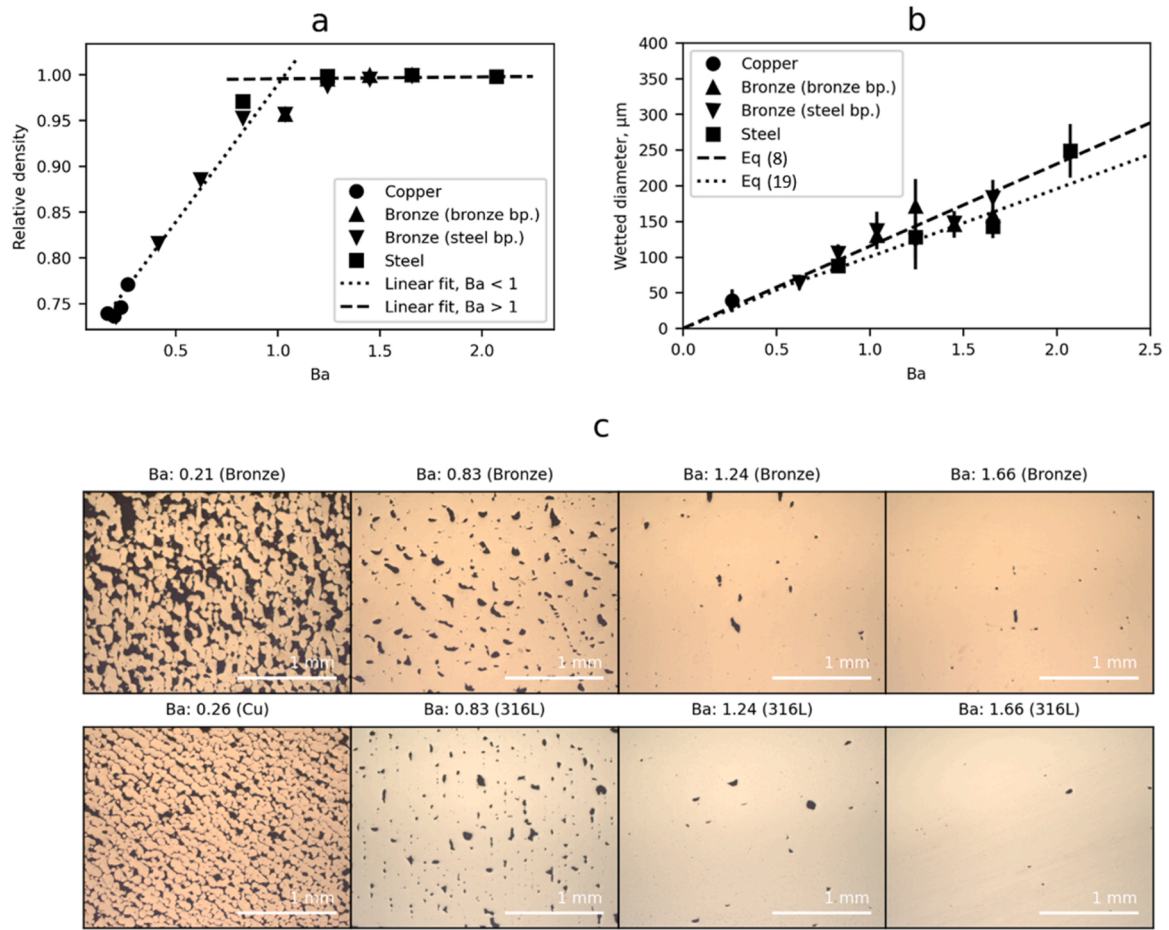 a
b
1.00
0.95
0.90
0.85
0.80
0.75
Relative density
0.5
1.0
1.5
2.0
Ba
Copper
Bronze (bronze bp.)
Bronze (steel bp.)
Steel
Linear fit, Ba < 1
Linear fit, Ba > 1
400
350
300
250
200
150
100
50
0
Wetted diameter, μm
0.0
0.5
1.0
1.5
2.0
2.5
Ba
Copper
Bronze (bronze bp.)
Bronze (steel bp.)
Steel
Eq (8)
Eq (19)
c
Ba: 0.21 (Bronze)
Ba: 0.83 (Bronze)
Ba: 1.24 (Bronze)
Ba: 1.66 (Bronze)
1 mm
1 mm
1 mm
1 mm
Ba: 0.26 (Cu)
Ba: 0.83 (316L)
Ba: 1.24 (316L)
Ba: 1.66 (316L)
1 mm
1 mm
1 mm
1 mm